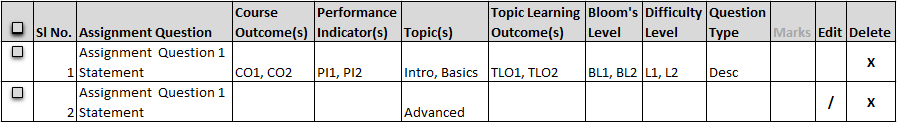 Sl No. Assignment Question Course Outcome(s) Performance Indicator(s) Topic(s) Topic Learning Outcome(s) Bloom's Level Difficulty Level Question Type Marks Edit Delete
1 Assignment Question 1 Statement CO1, CO2 PI1, PI2 Intro, Basics TLO1, TLO2 BL1, BL2 L1, L2 Desc X
2 Assignment Question 1 Statement Advanced / X